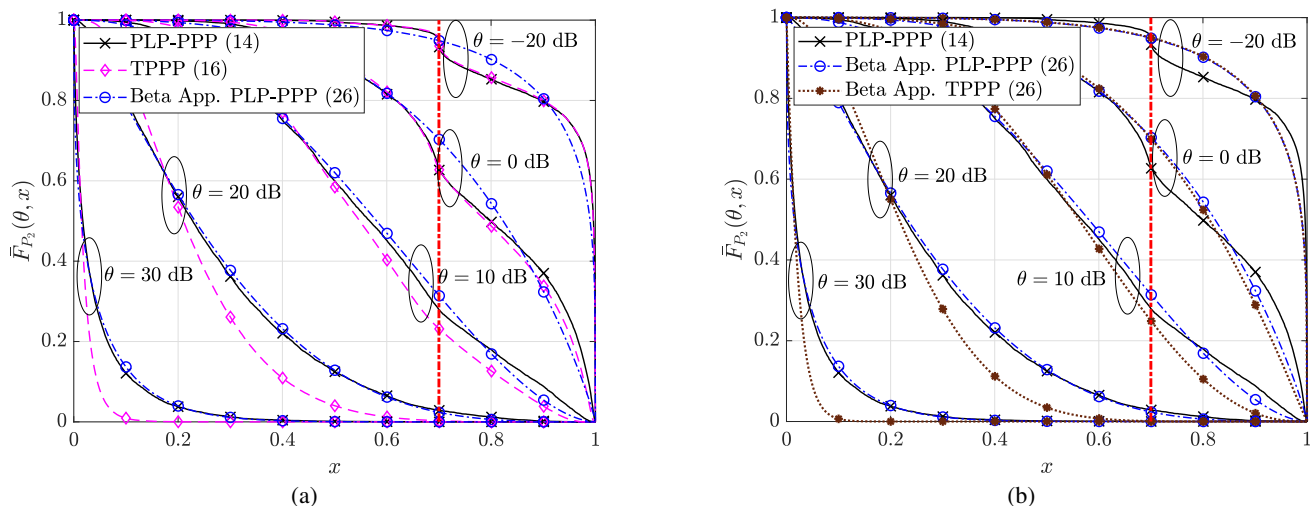 PLP-PPP (14)
TPPP (16)
Beta App. PLP-PPP (26)
θ = −20 dB
θ = 0 dB
θ = 20 dB
θ = 10 dB
θ = 30 dB
1
0.8
0.6
0.4
0.2
0
0 0.2 0.4 0.6 0.8 1
x
F̄_{P_2}(θ, x)
(a)
PLP-PPP (14)
Beta App. PLP-PPP (26)
Beta App. TPPP (26)
θ = −20 dB
θ = 0 dB
θ = 20 dB
θ = 10 dB
θ = 30 dB
1
0.8
0.6
0.4
0.2
0
0 0.2 0.4 0.6 0.8 1
x
F̄_{P_2}(θ, x)
(b)